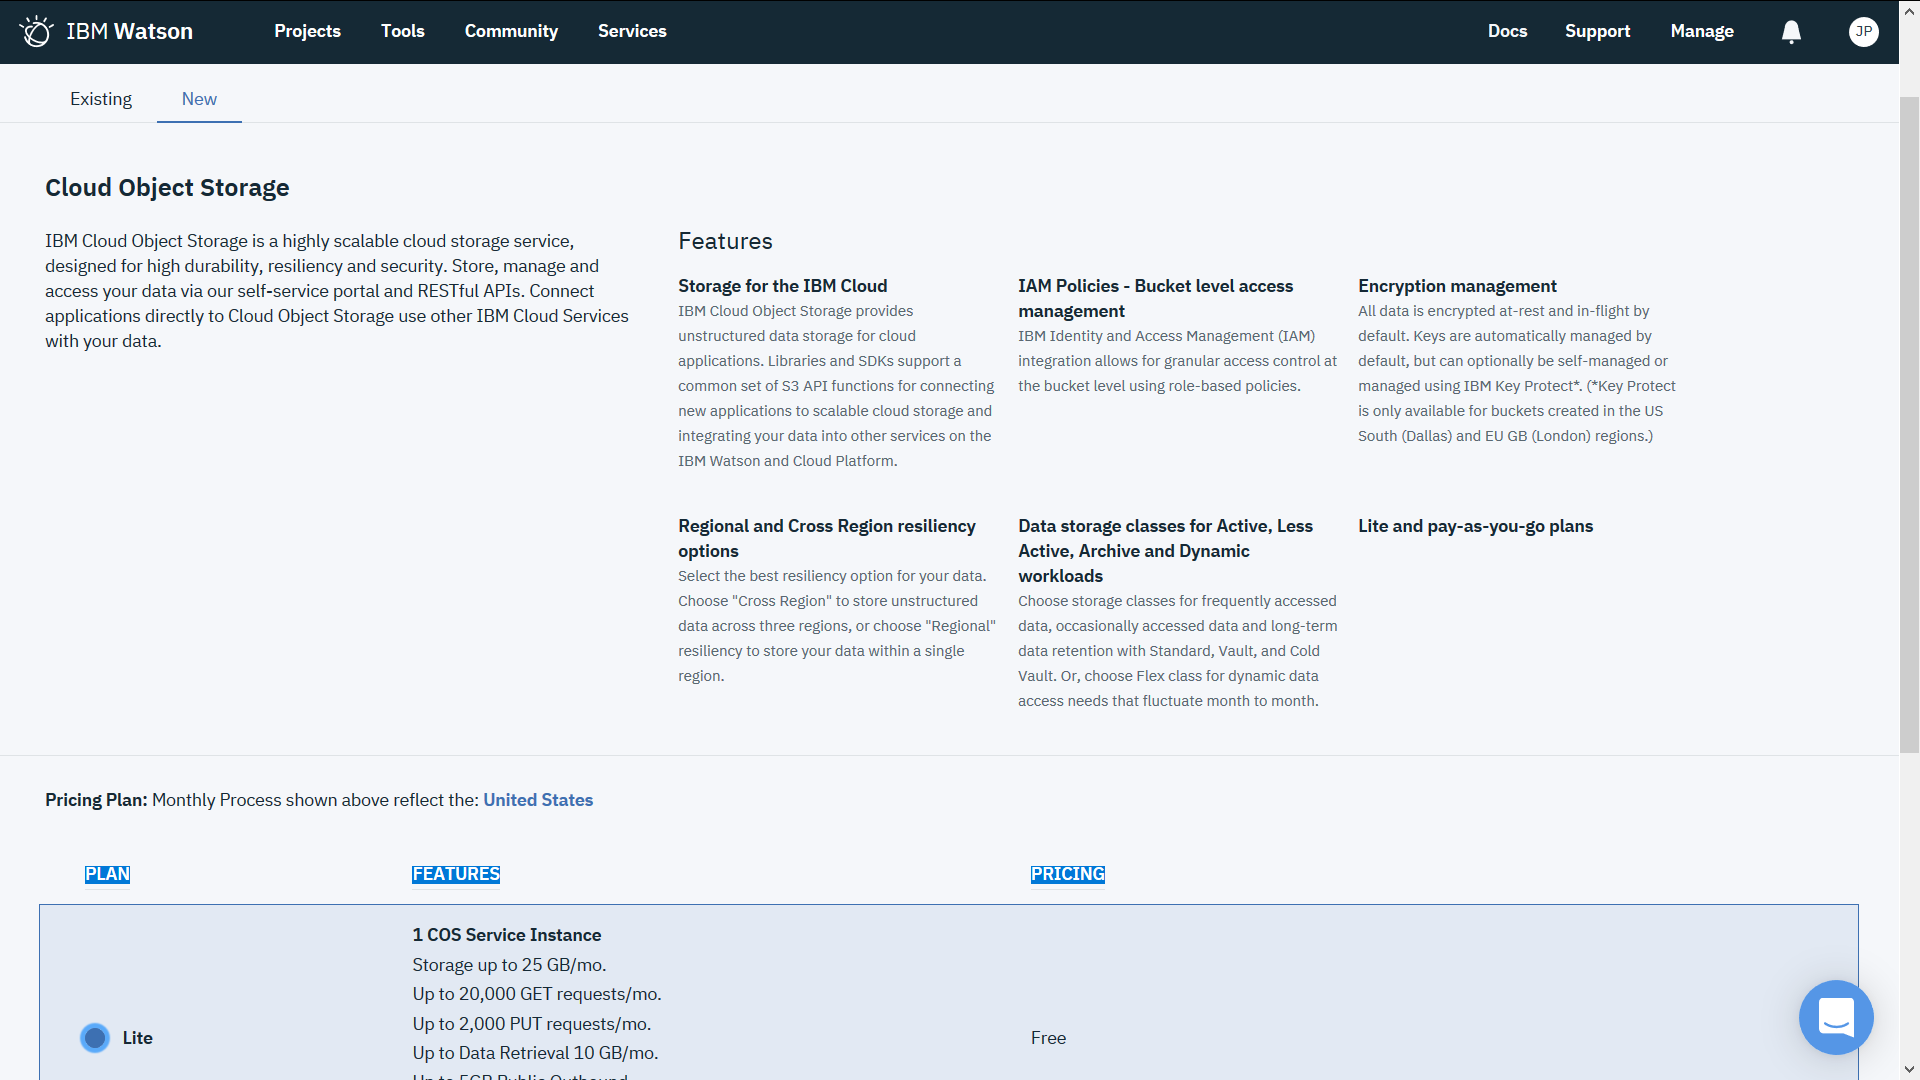 IBM Watson Projects Tools Community Services Docs Support Manage JP
Existing New
Cloud Object Storage
IBM Cloud Object Storage is a highly scalable cloud storage service,
designed for high durability, resiliency and security. Store, manage and
access your data via our self-service portal and RESTful APIs. Connect
applications directly to Cloud Object Storage use other IBM Cloud Services
with your data.
Features
Storage for the IBM Cloud
IBM Cloud Object Storage provides
unstructured data storage for cloud
applications. Libraries and SDKs support a
common set of S3 API functions for connecting
new applications to scalable cloud storage and
integrating your data into other services on the
IBM Watson and Cloud Platform.
IAM Policies - Bucket level access
management
IBM Identity and Access Management (IAM)
integration allows for granular access control at
the bucket level using role-based policies.
Encryption management
All data is encrypted at-rest and in-flight by
default. Keys are automatically managed by
default, but can optionally be self-managed or
managed using IBM Key Protect*. (*Key Protect
is only available for buckets created in the US
South (Dallas) and EU GB (London) regions.)
Regional and Cross Region resiliency
options
Select the best resiliency option for your data.
Choose "Cross Region" to store unstructured
data across three regions, or choose "Regional"
resiliency to store your data within a single
region.
Data storage classes for Active, Less
Active, Archive and Dynamic
workloads
Choose storage classes for frequently accessed
data, occasionally accessed data and long-term
data retention with Standard, Vault, and Cold
Vault. Or, choose Flex class for dynamic data
access needs that fluctuate month to month.
Lite and pay-as-you-go plans
Pricing Plan: Monthly Process shown above reflect the: United States
PLAN FEATURES PRICING
1 COS Service Instance
Storage up to 25 GB/mo.
Up to 20,000 GET requests/mo.
Up to 2,000 PUT requests/mo.
Lite Free
Up to Data Retrieval 10 GB/mo.
Up to 5GB Public Outbound